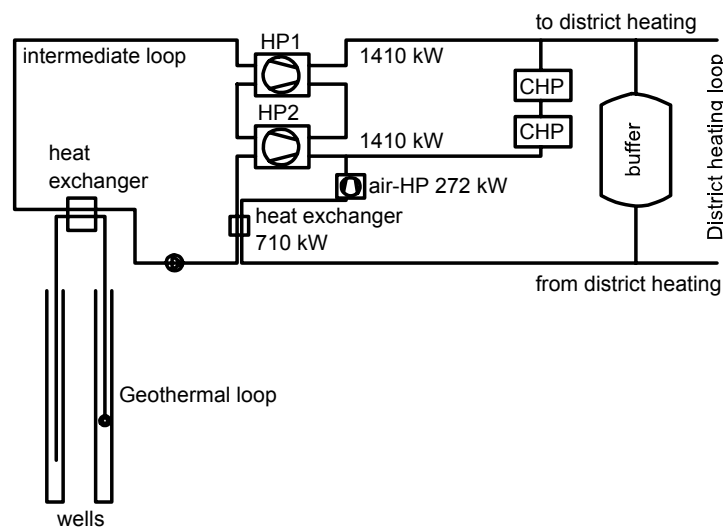 to district heating
HP1
intermediate loop
1410 kW
CHP
HP2
CHP
1410 kW
buffer
District heating loop
heat
exchanger
air-HP 272 kW
heat exchanger
710 kW
from district heating
Geothermal loop
wells